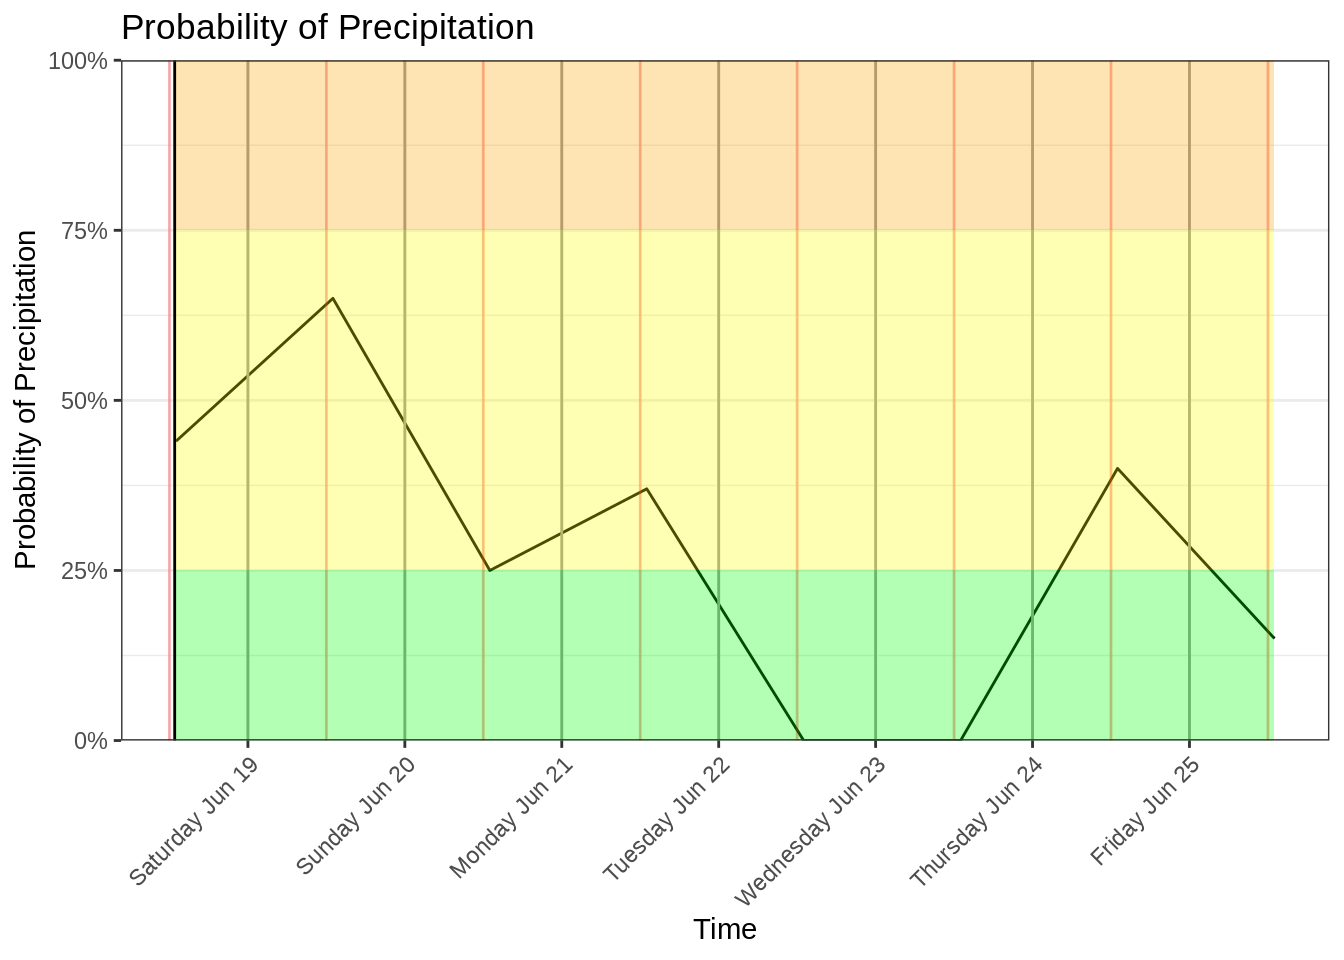 Probability of Precipitation
Probability of Precipitation
100%
75%
50%
25%
0%
Saturday Jun 19
Sunday Jun 20
Monday Jun 21
Tuesday Jun 22
Wednesday Jun 23
Thursday Jun 24
Friday Jun 25
Time